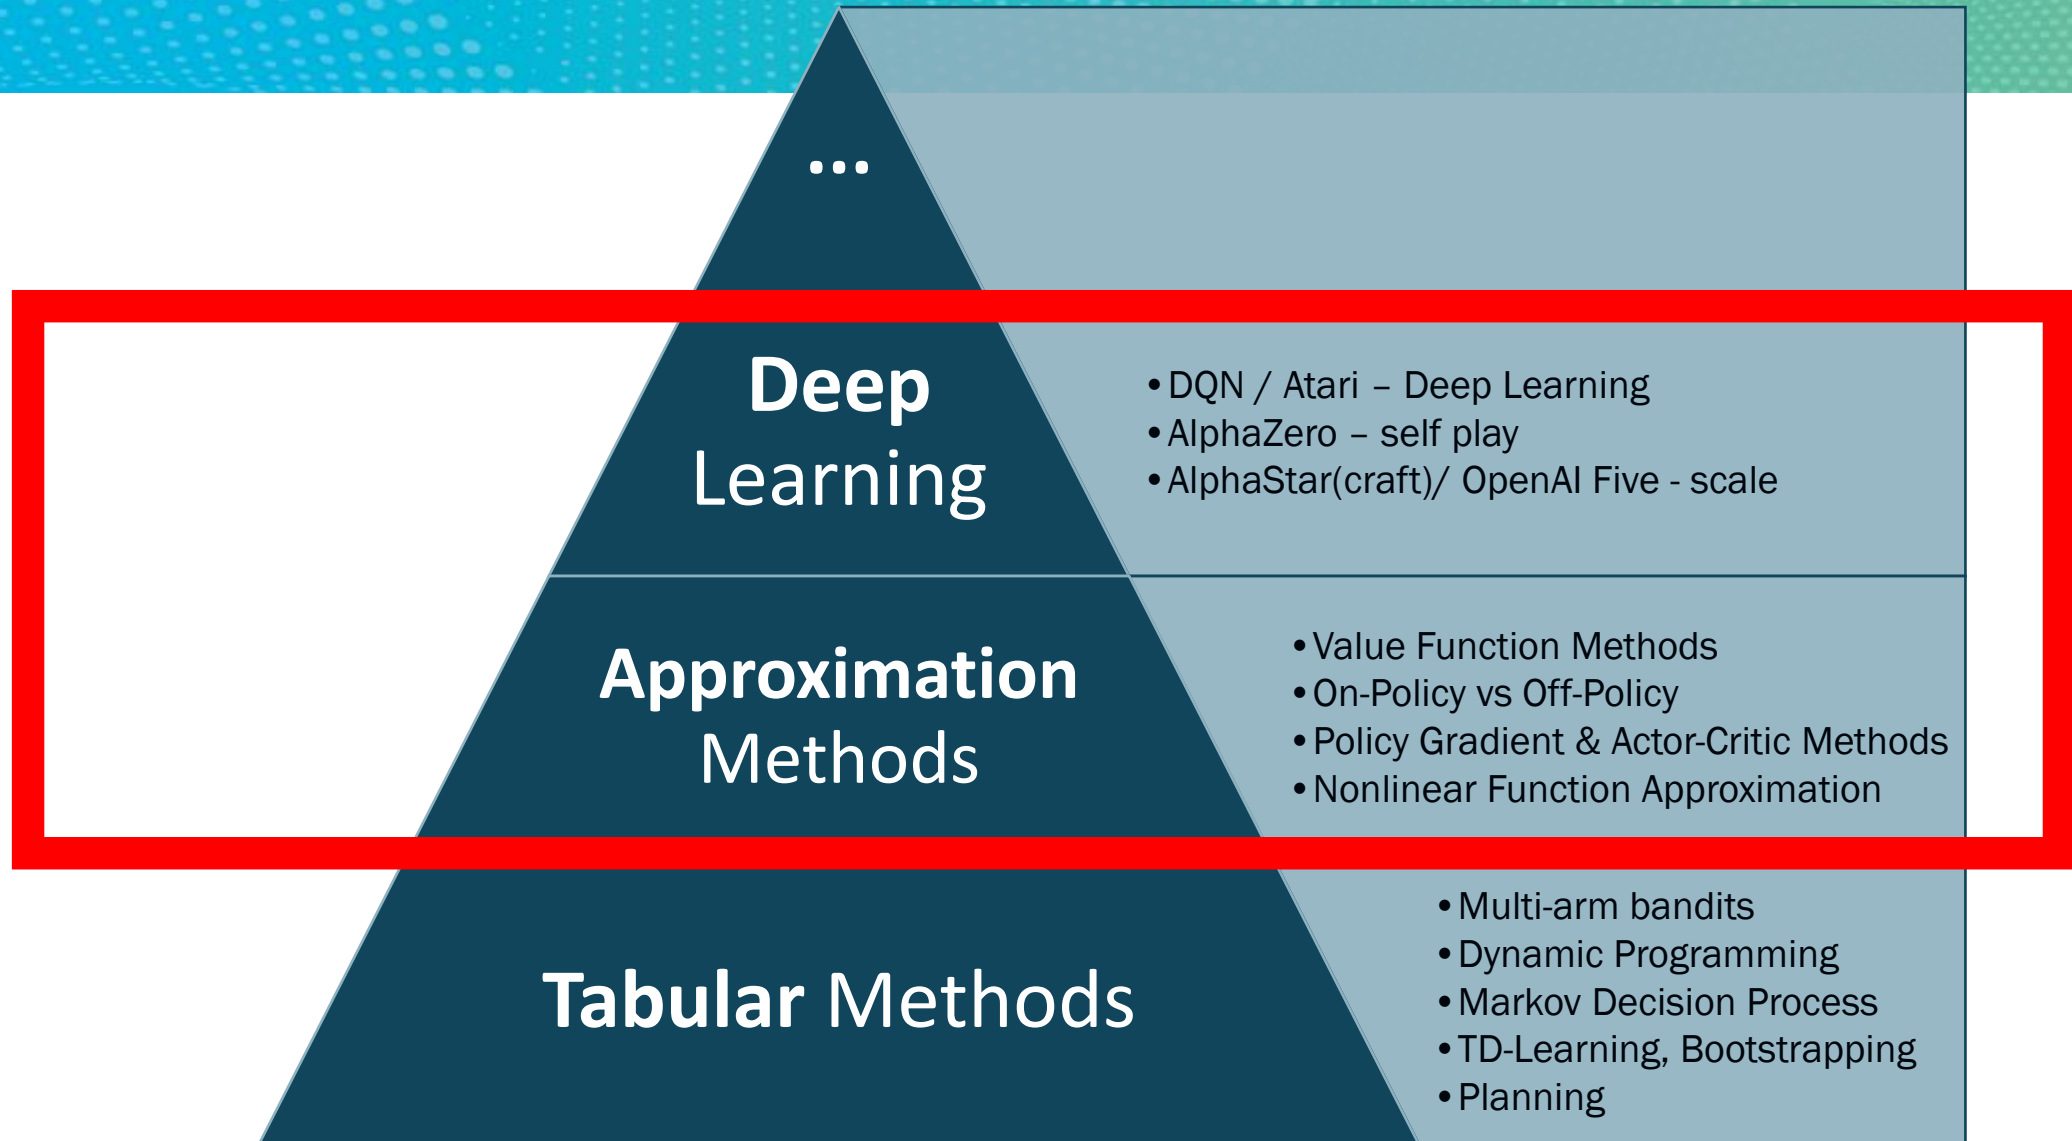 ...
Deep
Learning
•DQN / Atari – Deep Learning
•AlphaZero – self play
•AlphaStar(craft)/ OpenAI Five - scale
Approximation
Methods
•Value Function Methods
•On-Policy vs Off-Policy
•Policy Gradient & Actor-Critic Methods
•Nonlinear Function Approximation
Tabular Methods
•Multi-arm bandits
•Dynamic Programming
•Markov Decision Process
•TD-Learning, Bootstrapping
•Planning